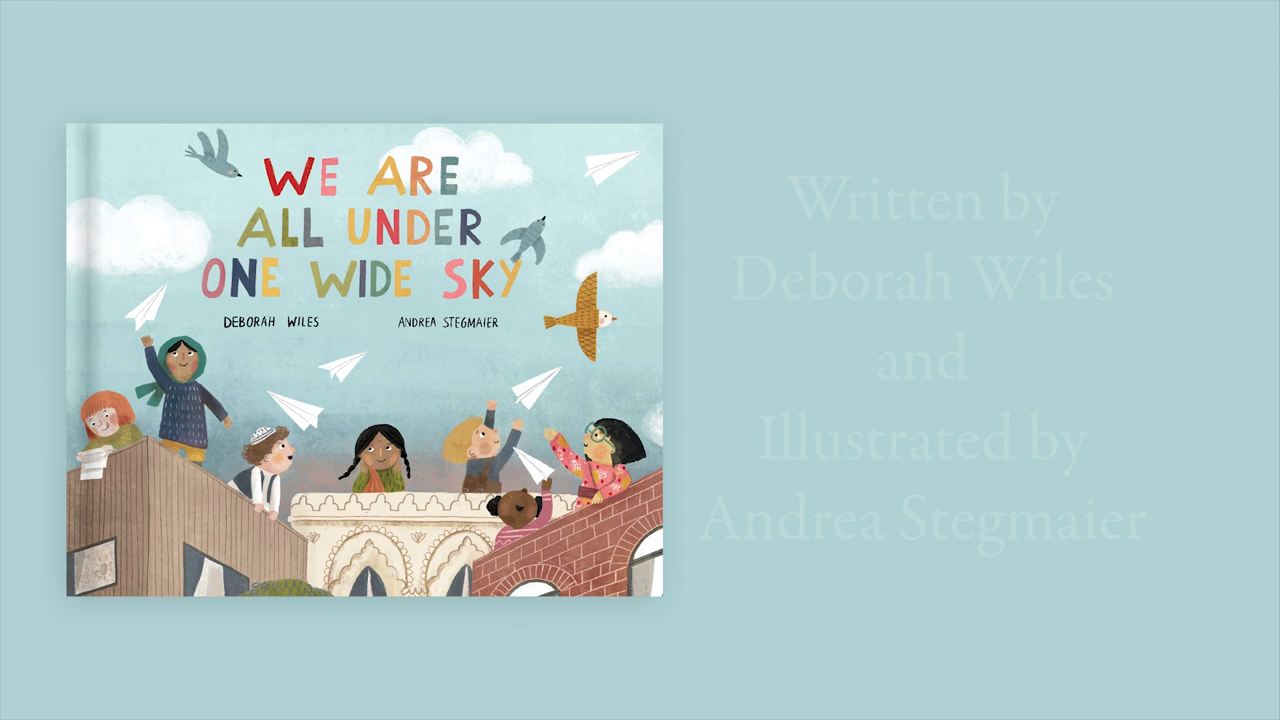 WE ARE
ALL UNDER
ONE WIDE SKY
DEBORAH WILES ANDREA STEGMAIER
Written by
Deborah Wiles
and
Illustrated by
Andrea Stegmaier